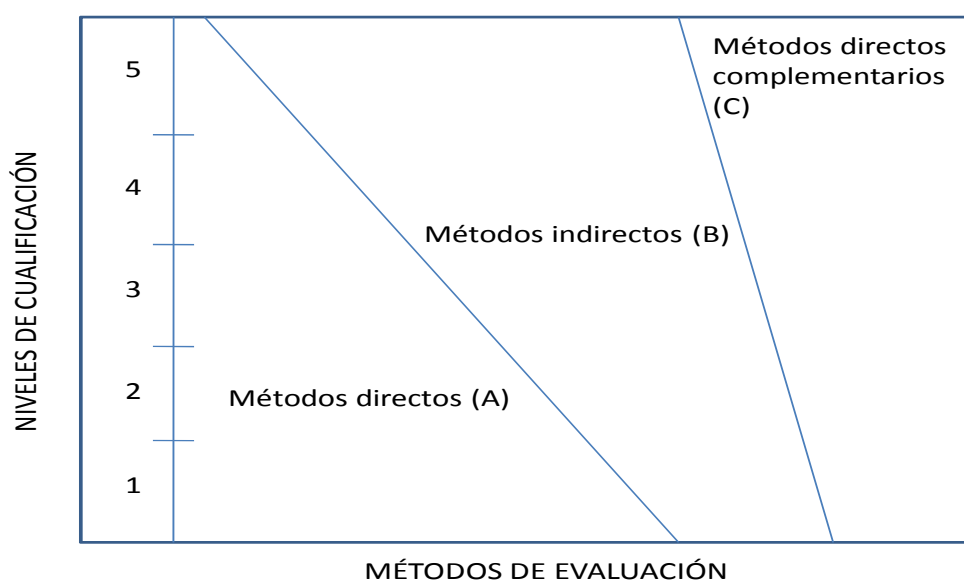 Métodos directos
complementarios
(C)
5
4
Métodos indirectos (B)
3
2
Métodos directos (A)
1
NIVELES DE CUALIFICACIÓN
MÉTODOS DE EVALUACIÓN